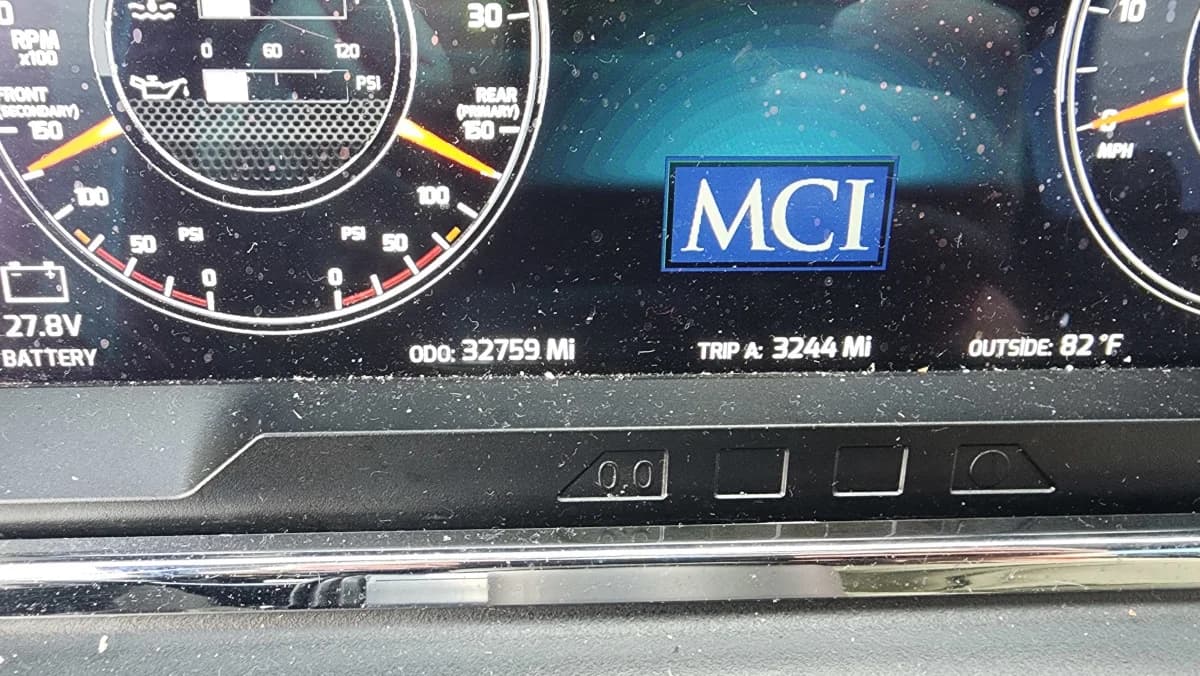 30
RPM
x100
0 60 120
PSI
FRONT
(SECONDARY)
150
REAR
(PRIMARY)
150
100
100
50 PSI
PSI 50
0
0
27.8V
BATTERY
MCI
10
0
MPH
ODO: 32759 Mi
TRIP A: 3244 Mi
OUTSIDE: 82 °F
0.0